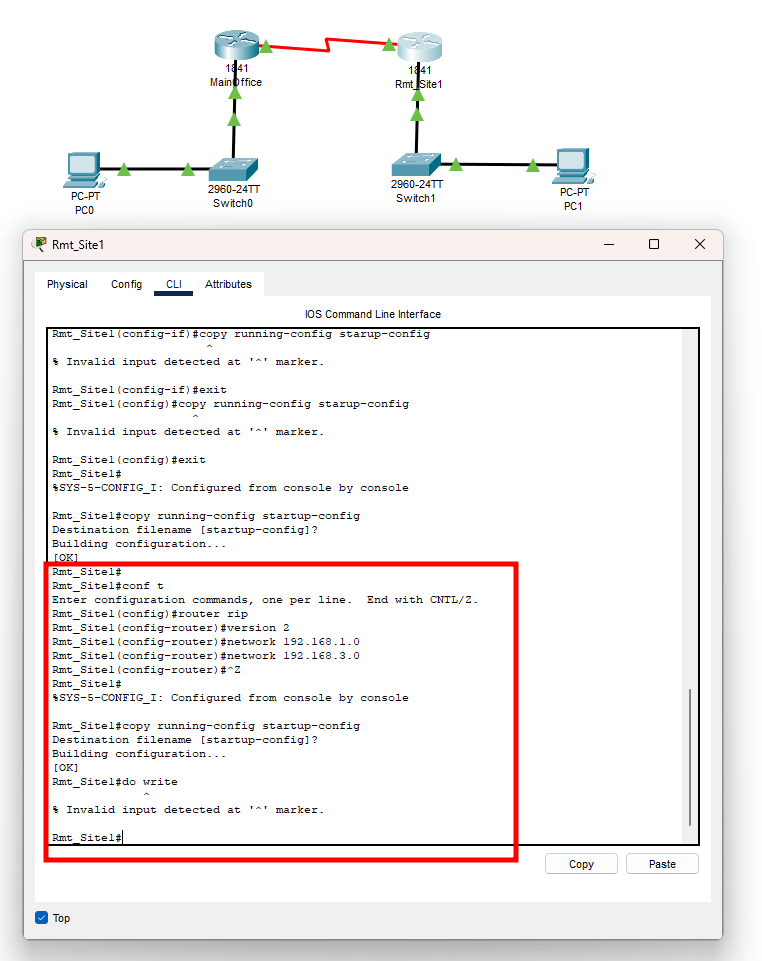 1841
MainOffice
1841
Rmt_Site1
PC-PT
PC0
2960-24TT
Switch0
2960-24TT
Switch1
PC-PT
PC1
Rmt_Site1
Physical Config CLI Attributes
IOS Command Line Interface
Rmt_Site1(config-if)#copy running-config starup-config
^
% Invalid input detected at '^' marker.
Rmt_Site1(config-if)#exit
Rmt_Site1(config)#copy running-config starup-config
^
% Invalid input detected at '^' marker.
Rmt_Site1(config)#exit
Rmt_Site1#
%SYS-5-CONFIG_I: Configured from console by console
Rmt_Site1#copy running-config startup-config
Destination filename [startup-config]?
Building configuration...
[OK]
Rmt_Site1#
Rmt_Site1#conf t
Enter configuration commands, one per line. End with CNTL/Z.
Rmt_Site1(config)#router rip
Rmt_Site1(config-router)#version 2
Rmt_Site1(config-router)#network 192.168.1.0
Rmt_Site1(config-router)#network 192.168.3.0
Rmt_Site1(config-router)#^Z
Rmt_Site1#
%SYS-5-CONFIG_I: Configured from console by console
Rmt_Site1#copy running-config startup-config
Destination filename [startup-config]?
Building configuration...
[OK]
Rmt_Site1#do write
^
% Invalid input detected at '^' marker.
Rmt_Site1#
Copy Paste
Top